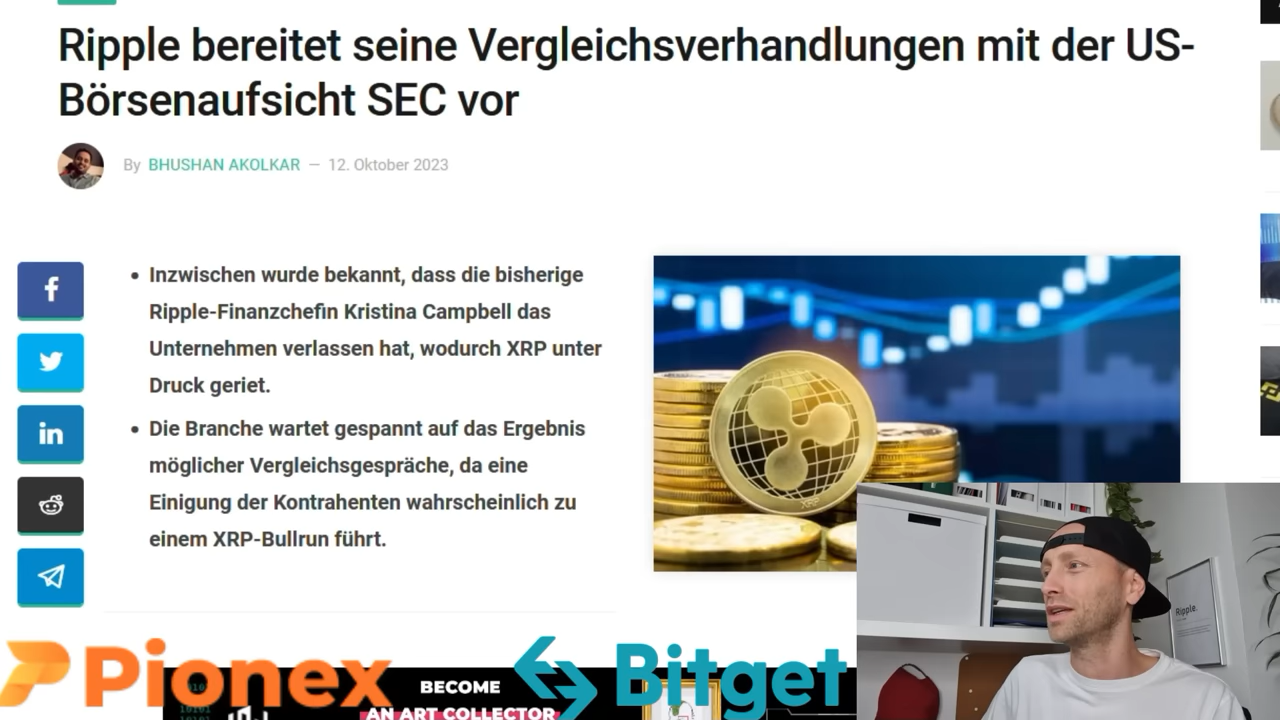 Ripple bereitet seine Vergleichsverhandlungen mit der US-
Börsenaufsicht SEC vor
By BHUSHAN AKOLKAR — 12. Oktober 2023
• Inzwischen wurde bekannt, dass die bisherige
Ripple-Finanzchefin Kristina Campbell das
Unternehmen verlassen hat, wodurch XRP unter
Druck geriet.
• Die Branche wartet gespannt auf das Ergebnis
möglicher Vergleichsgespräche, da eine
Einigung der Kontrahenten wahrscheinlich zu
einem XRP-Bullrun führt.
XRP
Ripple.
Pionex
BECOME
AN ART COLLECTOR
Bitget